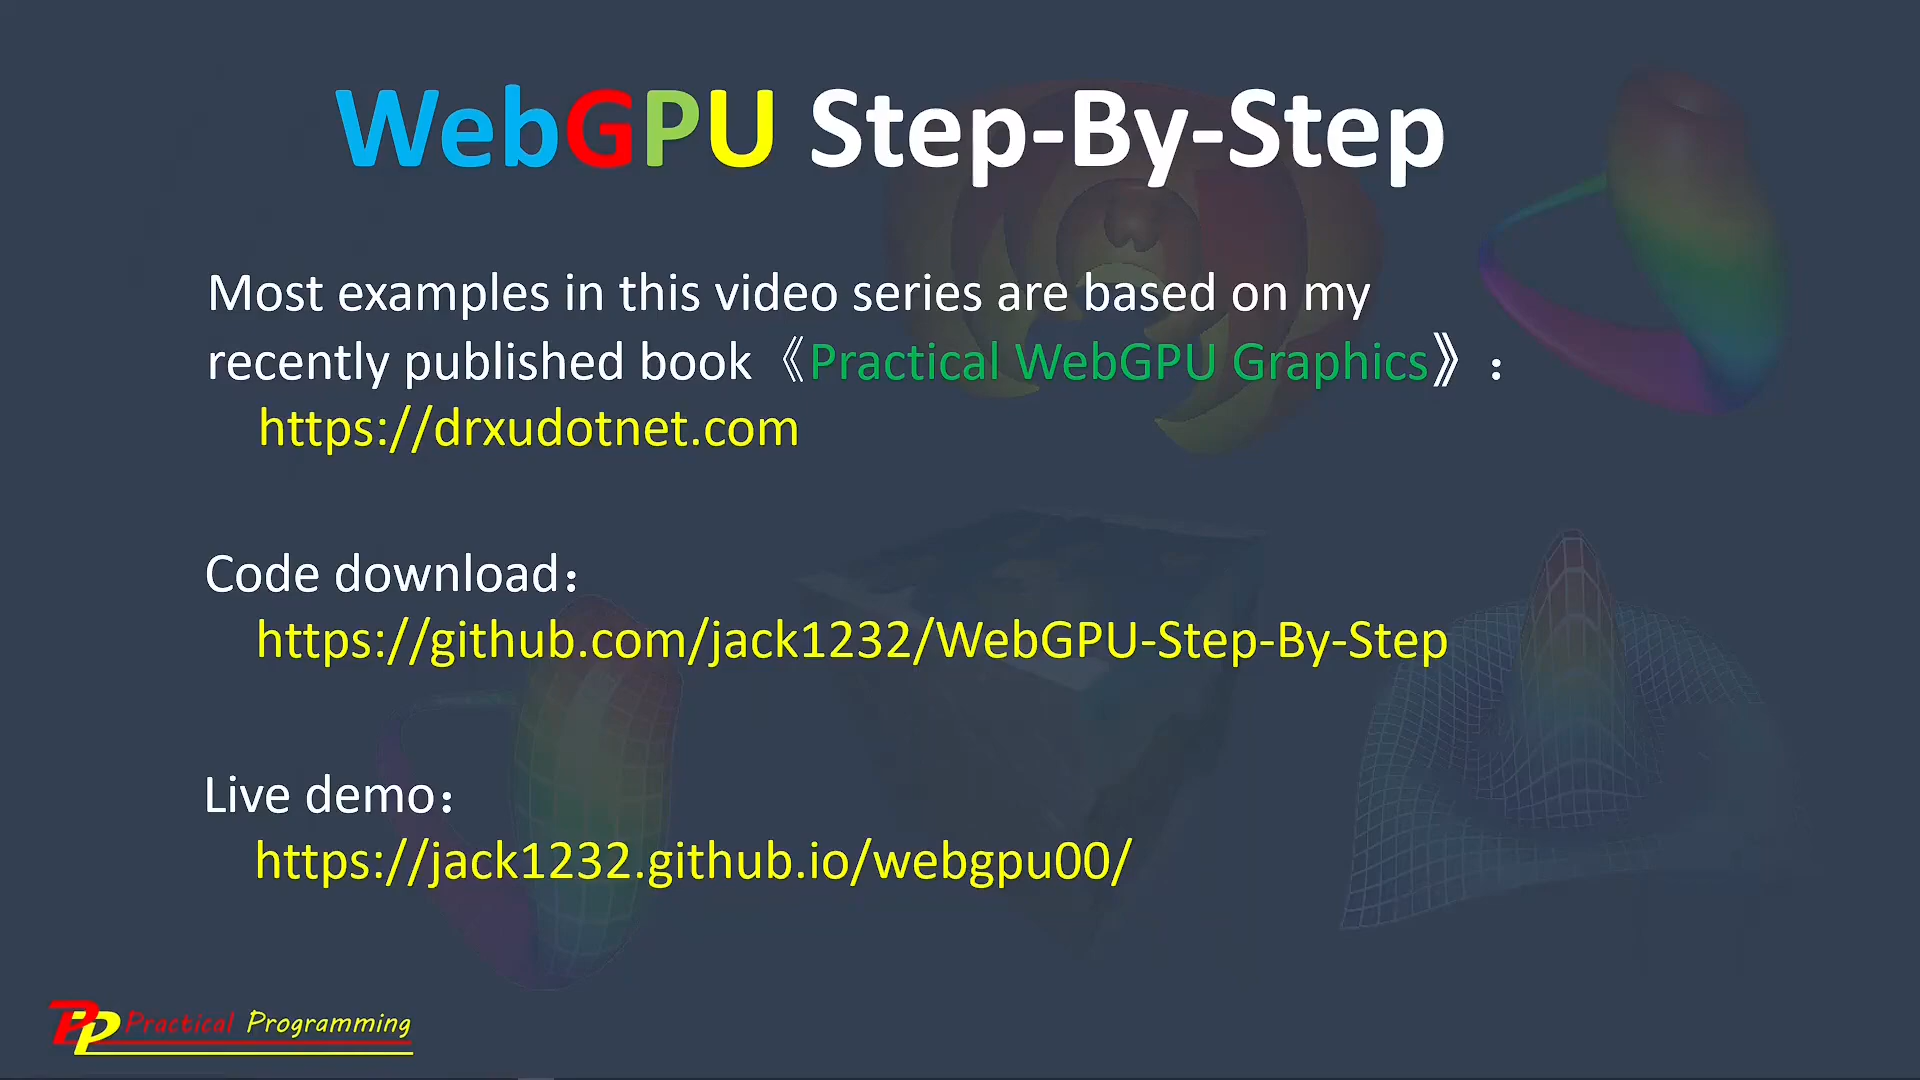 WebGPU Step-By-Step
Most examples in this video series are based on my
recently published book 《Practical WebGPU Graphics》：
https://drxudotnet.com
Code download：
https://github.com/jack1232/WebGPU-Step-By-Step
Live demo：
https://jack1232.github.io/webgpu00/
PP Practical Programming